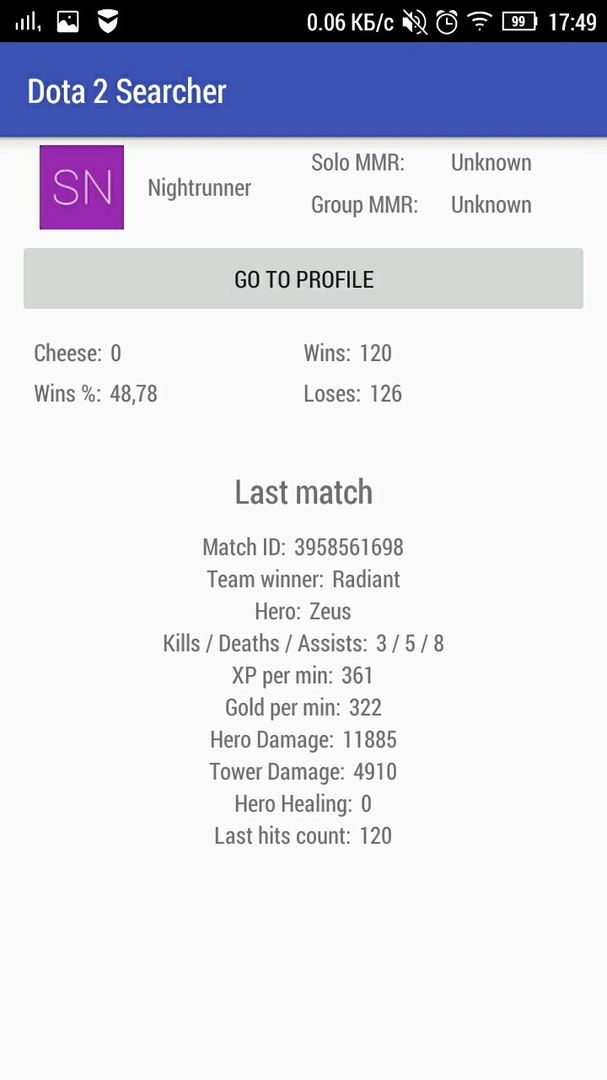 0.06 КБ/с 99 17:49
Dota 2 Searcher
SN
Nightrunner
Solo MMR: Unknown
Group MMR: Unknown
GO TO PROFILE
Cheese: 0 Wins: 120
Wins %: 48,78 Loses: 126
Last match
Match ID: 3958561698
Team winner: Radiant
Hero: Zeus
Kills / Deaths / Assists: 3 / 5 / 8
XP per min: 361
Gold per min: 322
Hero Damage: 11885
Tower Damage: 4910
Hero Healing: 0
Last hits count: 120